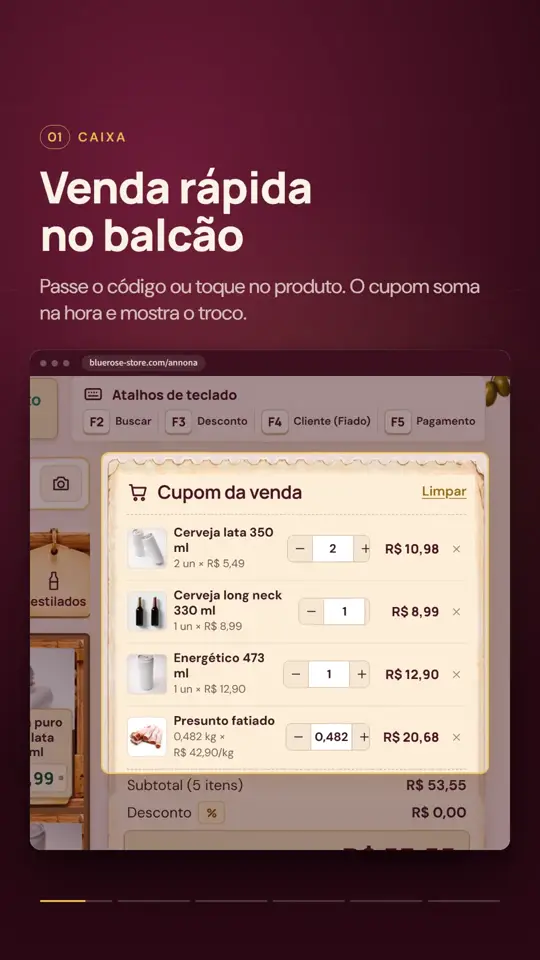 01 CAIXA
Venda rápida
no balcão
Passe o código ou toque no produto. O cupom soma
na hora e mostra o troco.
bluerose-store.com/annona
Atalhos de teclado
F2 Buscar F3 Desconto F4 Cliente (Fiado) F5 Pagamento
Cupom da venda Limpar
Cerveja lata 350
ml
2 un × R$ 5,49
− 2 + R$ 10,98 ×
Cerveja long neck
330 ml
1 un × R$ 8,99
− 1 R$ 8,99 ×
Energético 473
ml
1 un × R$ 12,90
− 1 + R$ 12,90 ×
Presunto fatiado
0,482 kg ×
R$ 42,90/kg
− 0,482 + R$ 20,68 ×
Subtotal (5 itens) R$ 53,55
Desconto % R$ 0,00
estilados
puro
lata
ml
,99